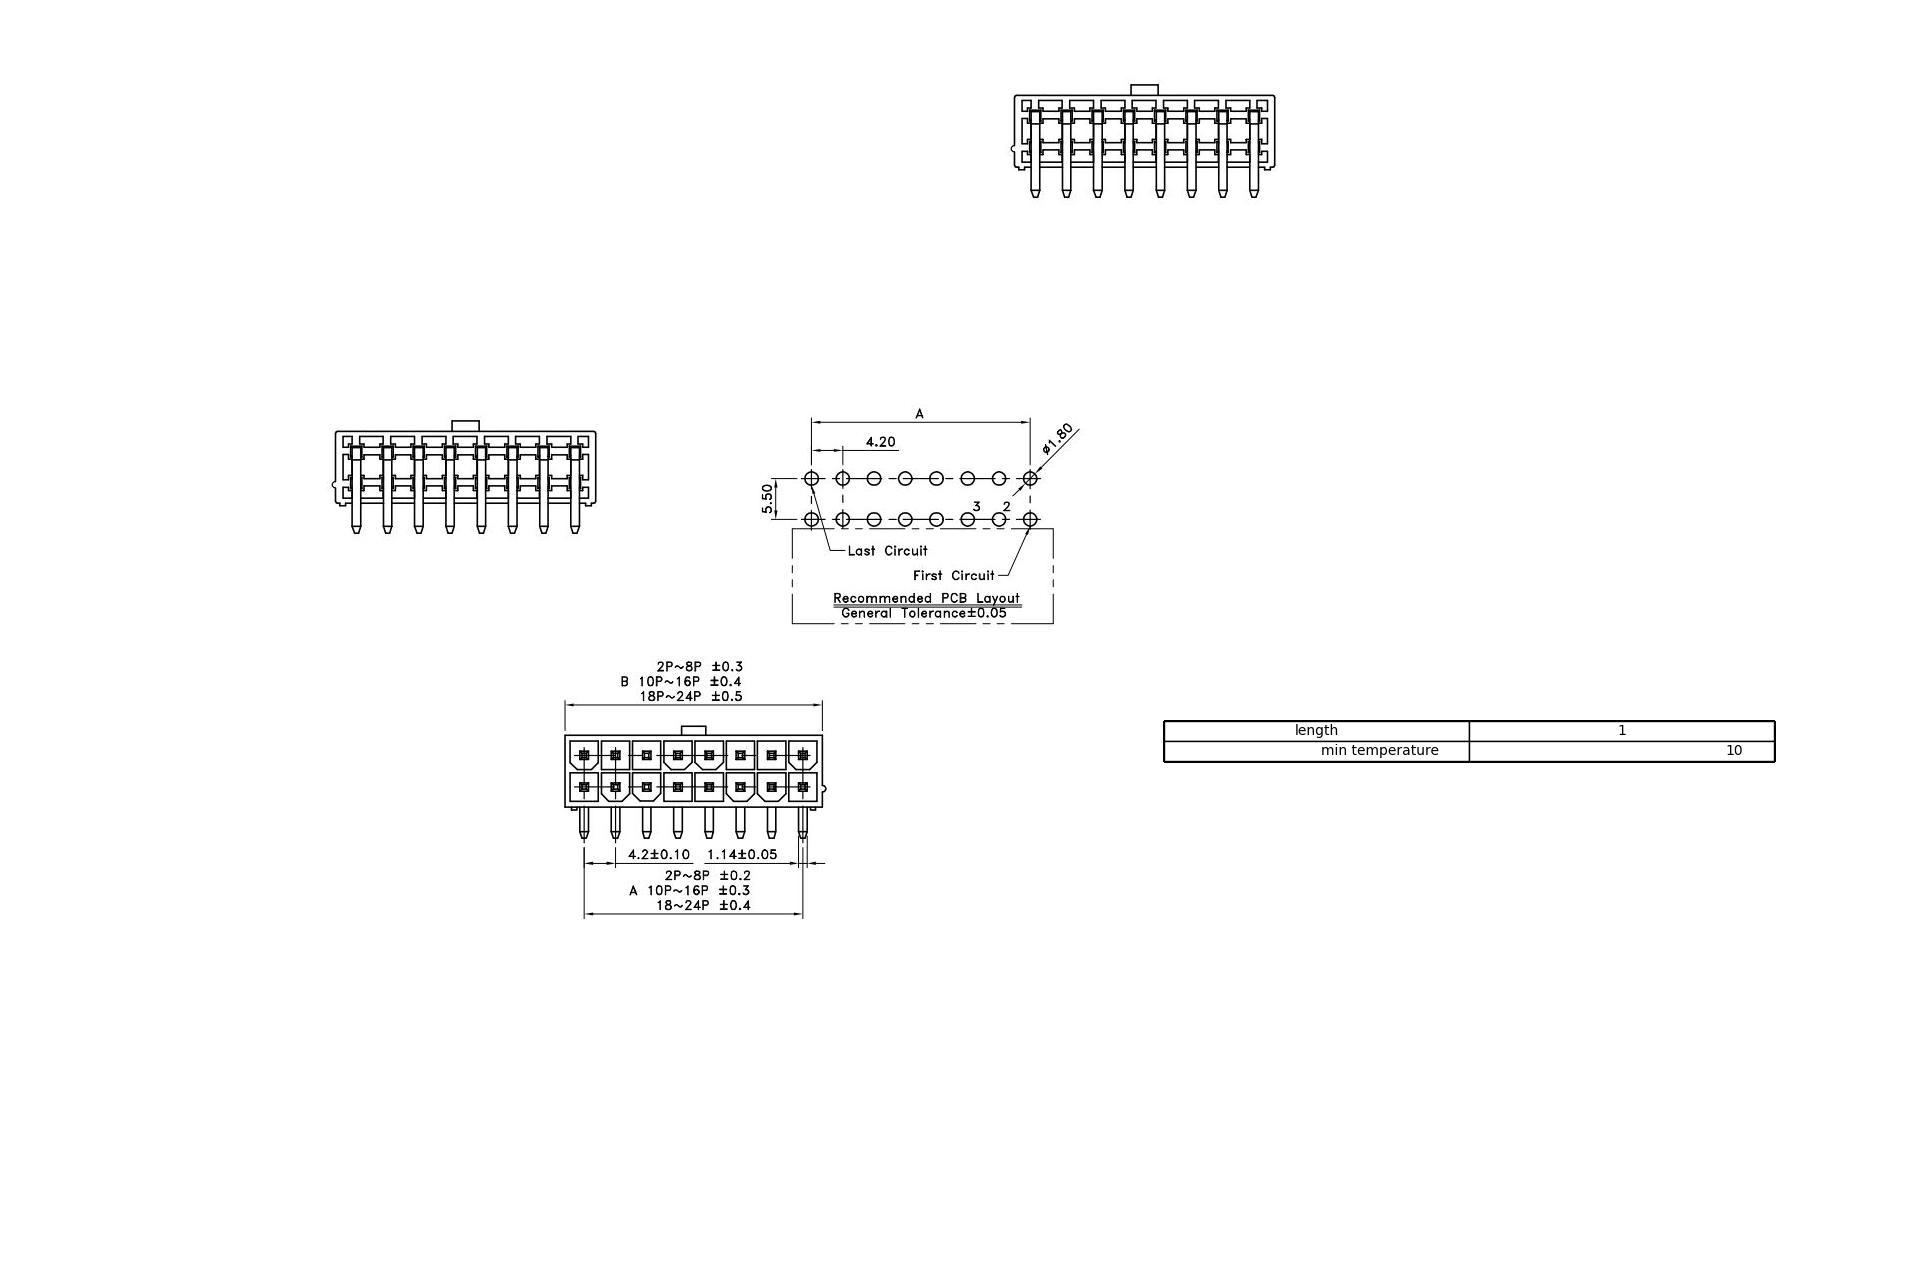 A
4.20
ø1.80
5.50
3 2
Last Circuit
First Circuit
Recommended PCB Layout
General Tolerance±0.05
2P~8P ±0.3
B 10P~16P ±0.4
18P~24P ±0.5
length 1
min temperature 10
4.2±0.10 1.14±0.05
2P~8P ±0.2
A 10P~16P ±0.3
18~24P ±0.4